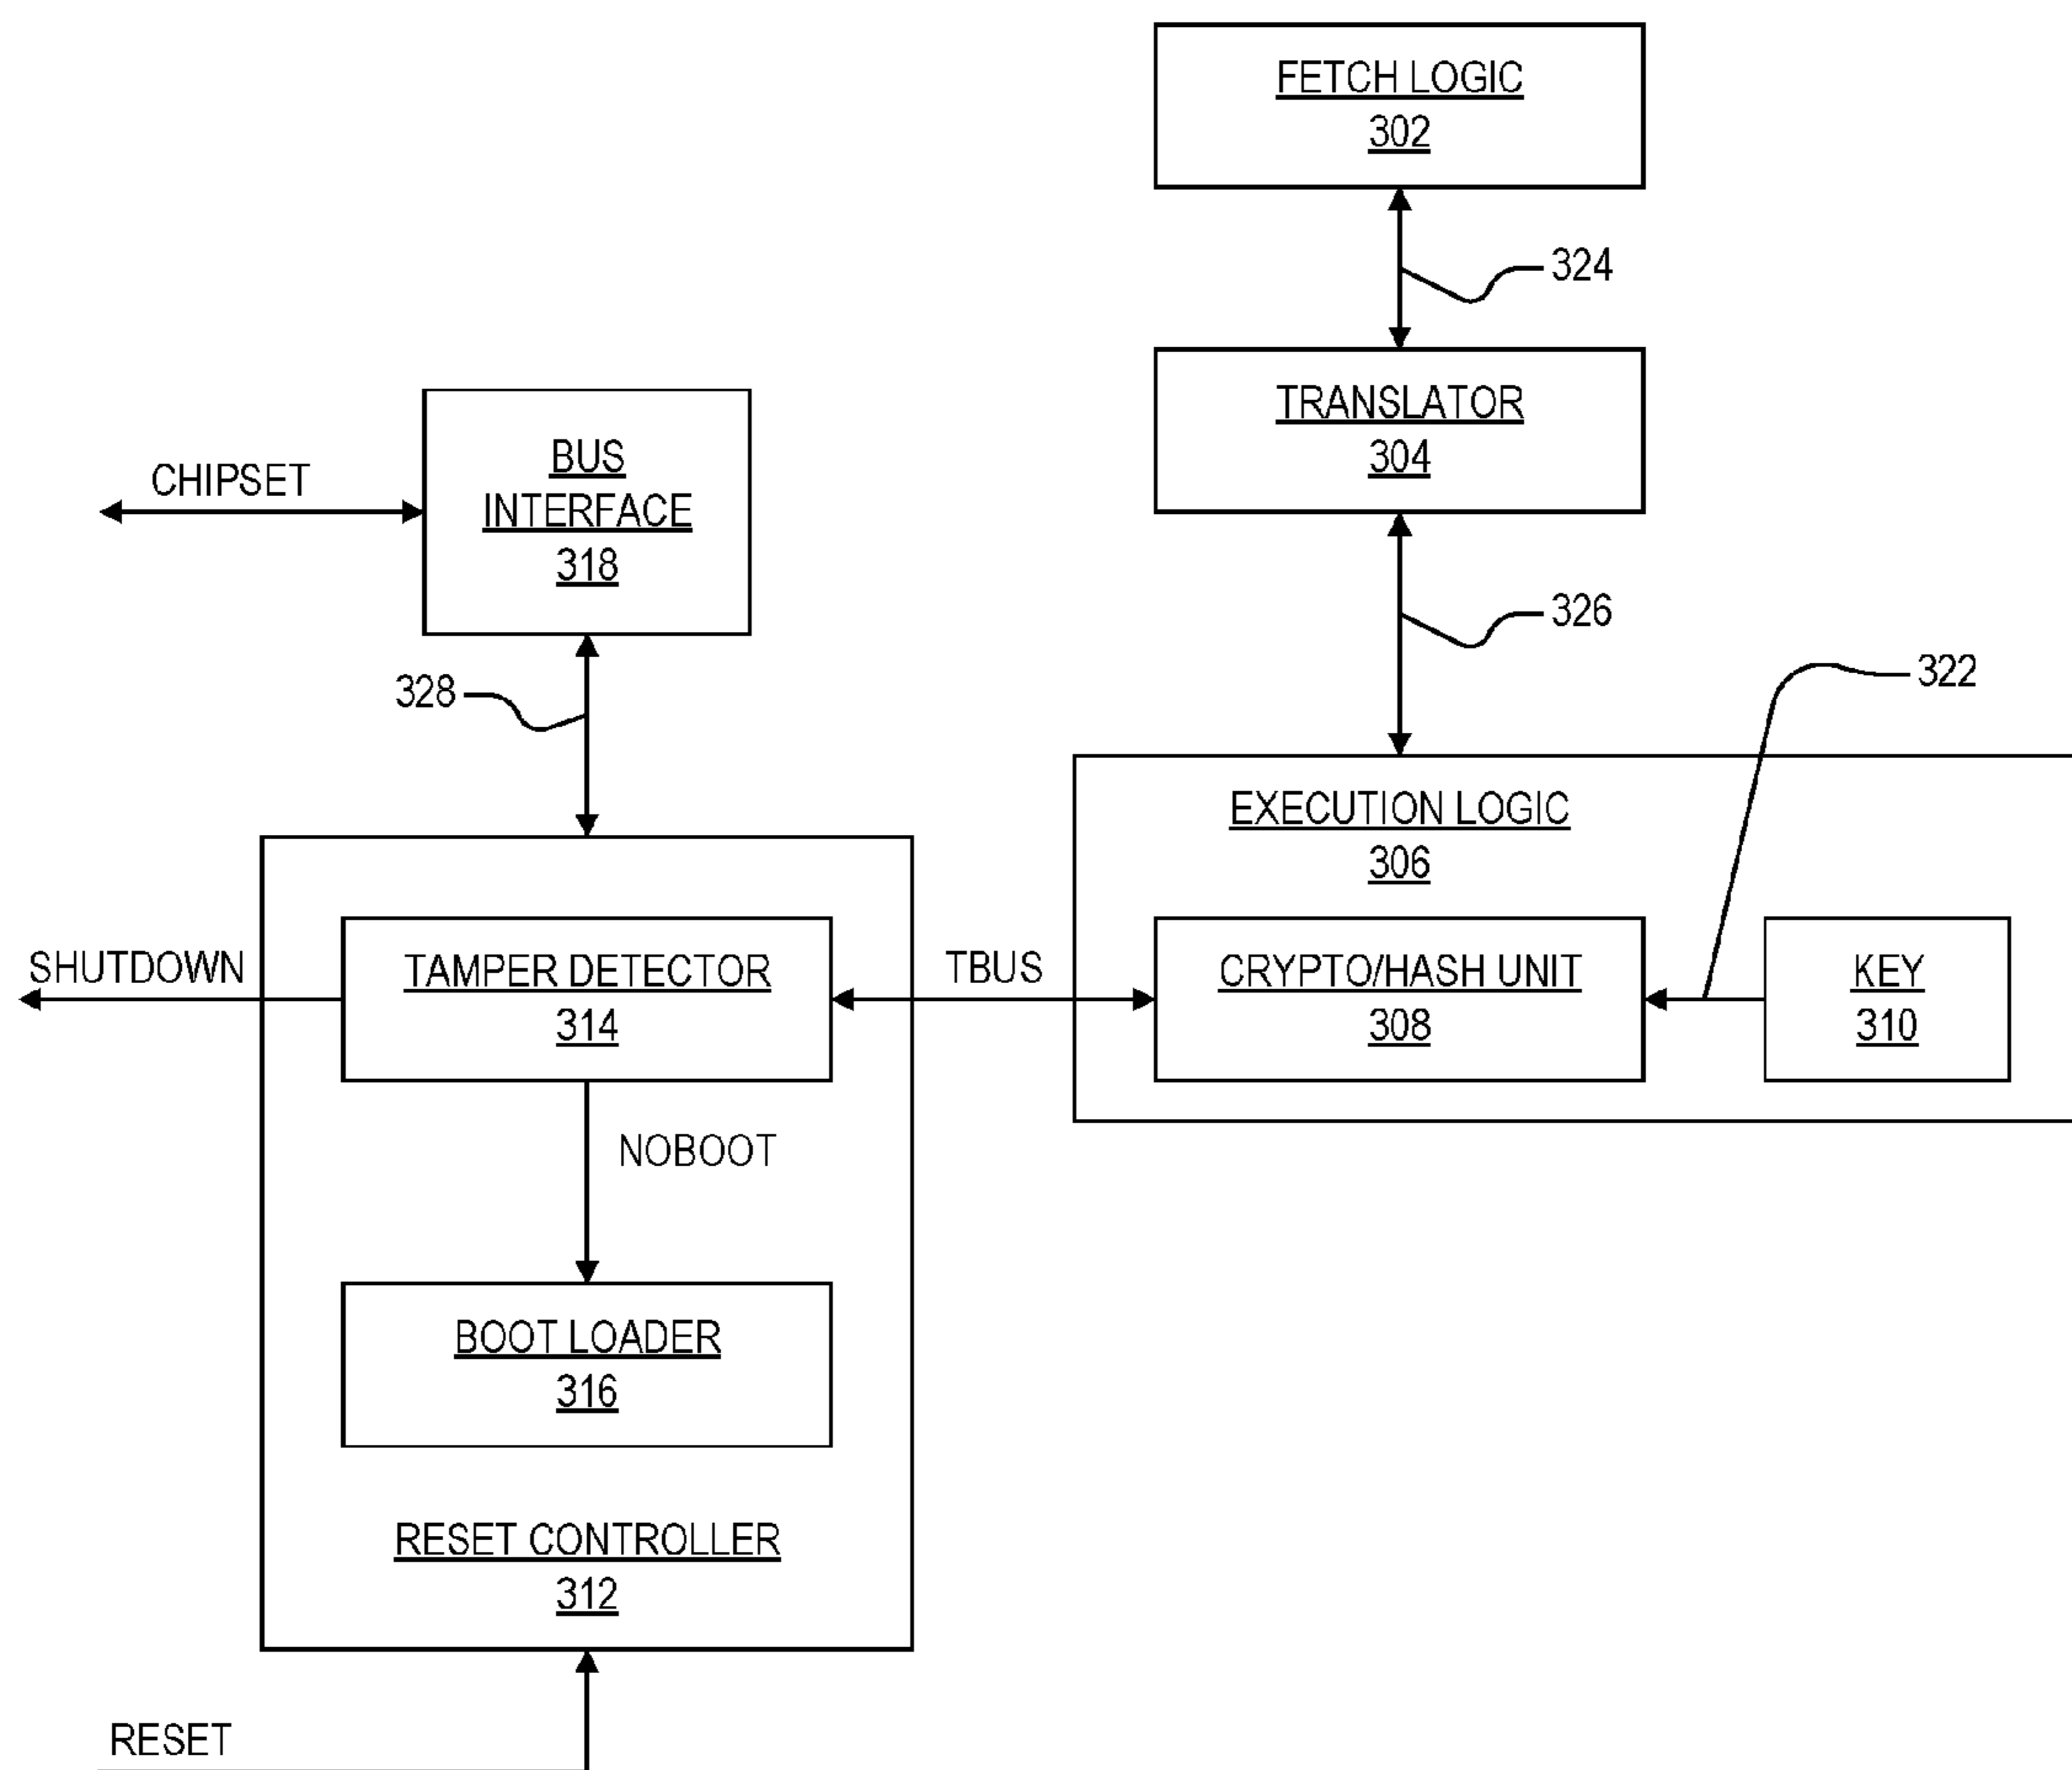 FETCH LOGIC
302
324
TRANSLATOR
304
CHIPSET
BUS
INTERFACE
318
326
328
322
EXECUTION LOGIC
306
SHUTDOWN
TAMPER DETECTOR
314
TBUS
CRYPTO/HASH UNIT
308
KEY
310
NOBOOT
BOOT LOADER
316
RESET CONTROLLER
312
RESET